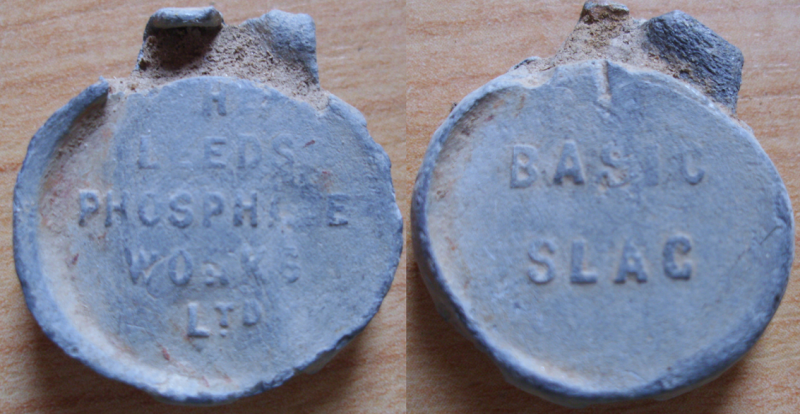 LEEDS
PHOSPHATE
WORKS
LTD
BASIC
SLAG